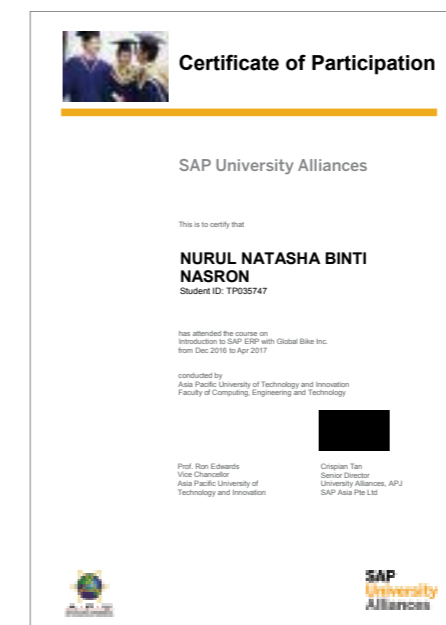 Certificate of Participation
SAP University Alliances
This is to certify that
NURUL NATASHA BINTI
NASRON
Student ID: TP035747
has attended the course on
Introduction to SAP ERP with Global Bike Inc.
from Dec 2016 to Apr 2017
conducted by
Asia Pacific University of Technology and Innovation
Faculty of Computing, Engineering and Technology
Prof. Ron Edwards
Vice Chancellor
Asia Pacific University of
Technology and Innovation
Crispian Tan
Senior Director
University Alliances, APJ
SAP Asia Pte Ltd
SAP
University
Alliances